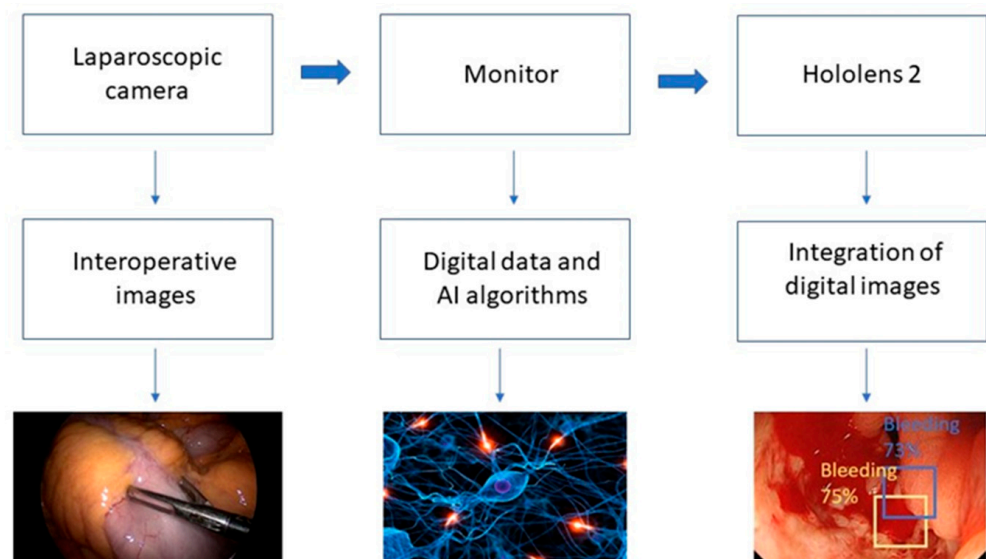 Laparoscopic
camera
Monitor
Hololens 2
Interoperative
images
Digital data and
AI algorithms
Integration of
digital images
Bleeding
73%
Bleeding
75%